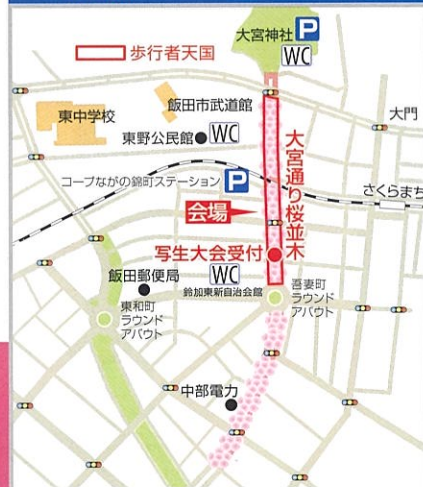 大宮神社 P
WC
歩行者天国
東中学校
飯田市武道館
大門
東野公民館 WC
コープながの錦町ステーション P
大宮通り桜並木
さくらまち
会場
写生大会受付
WC
飯田郵便局
鈴加東新自治会館
吾妻町
ラウンド
アバウト
東和町
ラウンド
アバウト
中部電力